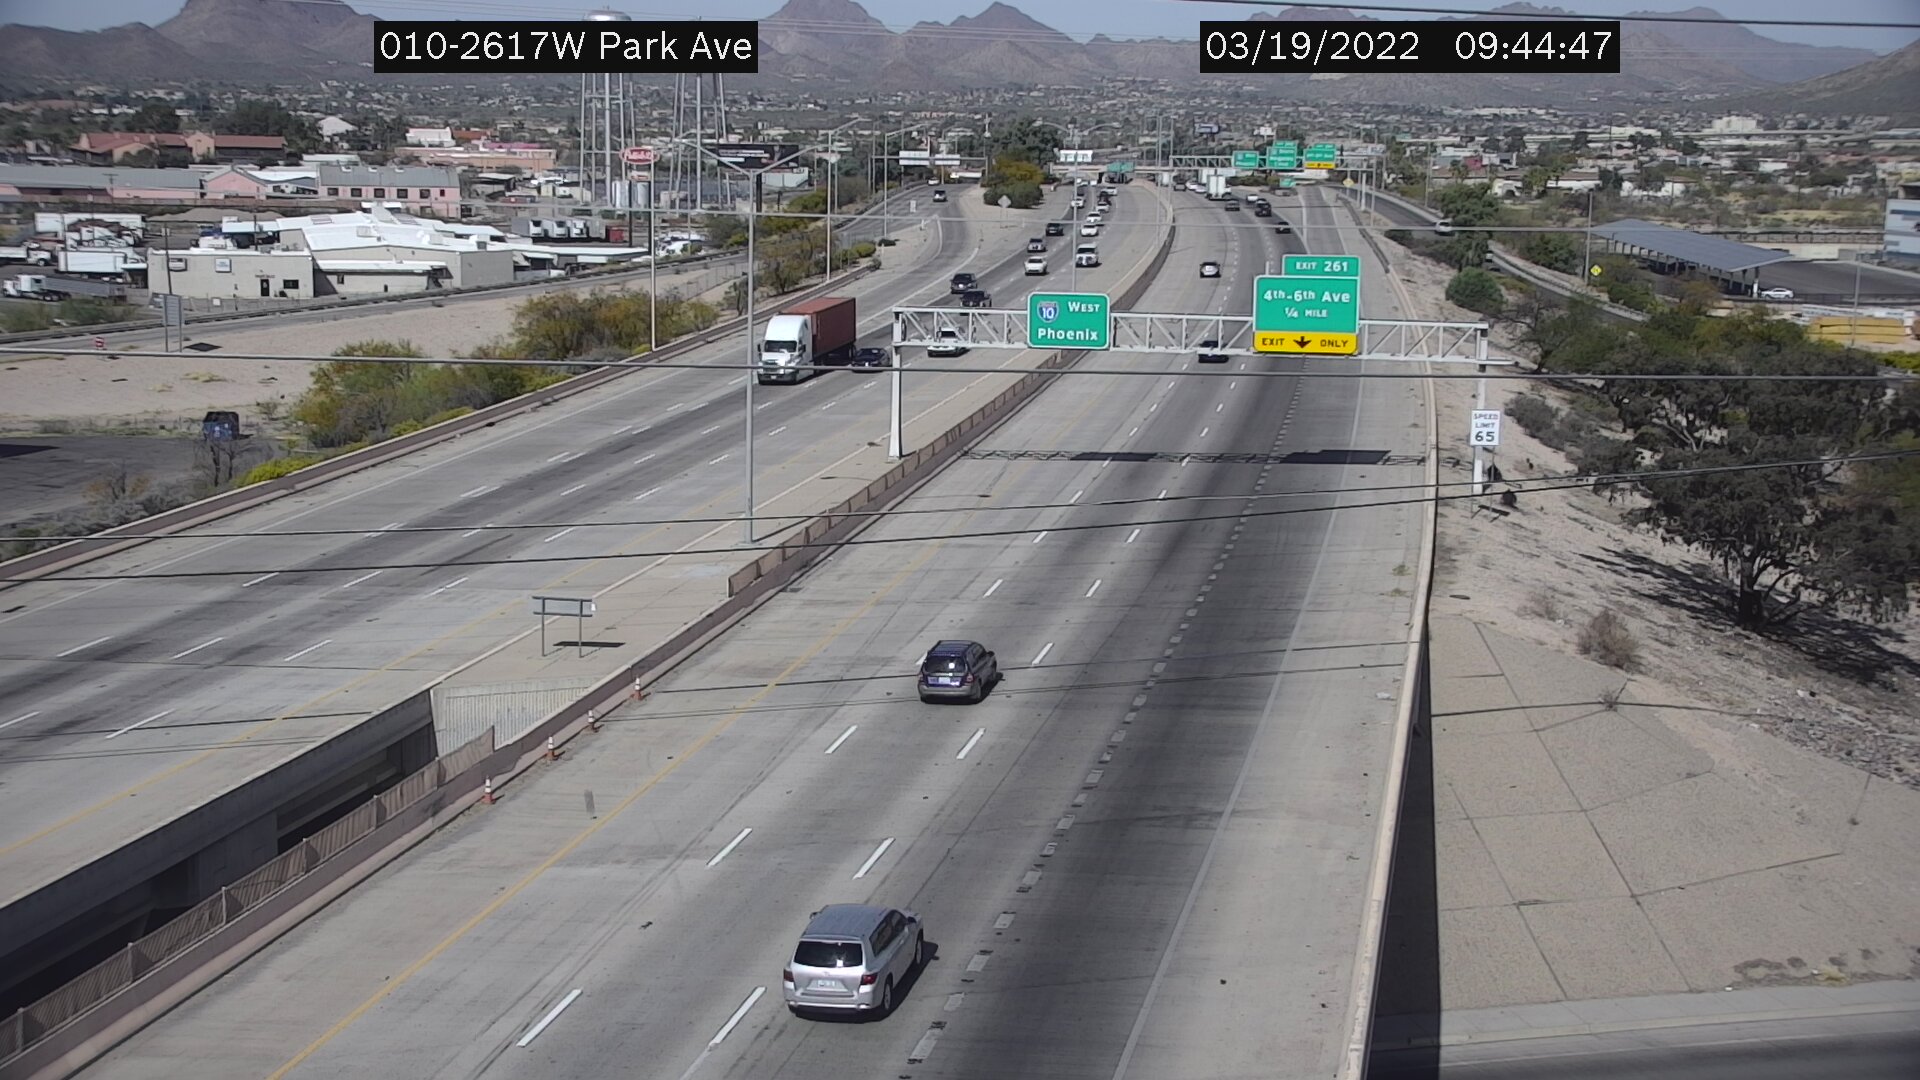 010-2617W Park Ave
03/19/2022 09:44:47
EXIT 261
4th-6th Ave
1/4 MILE
EXIT ONLY
10 WEST
Phoenix
SPEED
LIMIT
65